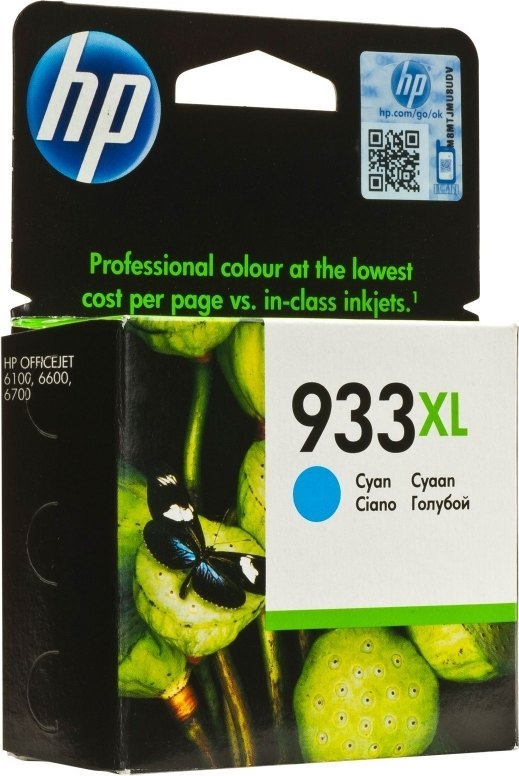 hp
hp
hp.com/go/ok
Professional colour at the lowest
cost per page vs. in-class inkjets.¹
HP OFFICEJET
6100, 6600,
6700
933XL
Cyan Cyaan
Ciano Голубой